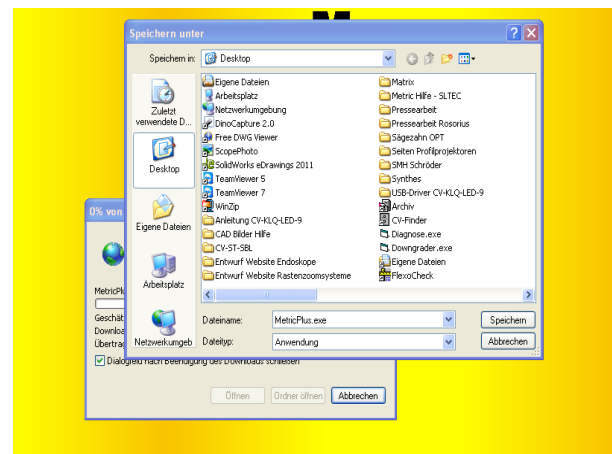 M
Speichern unter
Speichern in:
Desktop
Zuletzt
verwendete D...
Desktop
Eigene Dateien
Arbeitsplatz
Netzwerkumgeb
Eigene Dateien
Arbeitsplatz
Netzwerkumgebung
DinoCapture 2.0
Free DWG Viewer
ScopePhoto
SolidWorks eDrawings 2011
TeamViewer 5
TeamViewer 7
WinZip
Anleitung CV-KLQ-LED-9
CAD Bilder Hilfe
CV-ST-SBL
Entwurf Website Endoskope
Entwurf Website Rastenzoomsysteme
Matrix
Metric Hilfe - SLTEC
Pressearbeit
Pressearbeit Rosorius
Sägezahn OPT
Seiten Profilprojektoren
SMH Schröder
Synthes
USB-Driver CV-KLQ-LED-9
Archiv
CV-Finder
Diagnose.exe
Downgrader.exe
Eigene Dateien
FlexoCheck
Dateiname:
MetricPlus.exe
Speichern
Dateityp:
Anwendung
Abbrechen
0% von
MetricPlu
Geschät
Downloa
Übertrag
Dialogfeld nach Beendigung des Downloads schließen
Öffnen
Ordner öffnen
Abbrechen